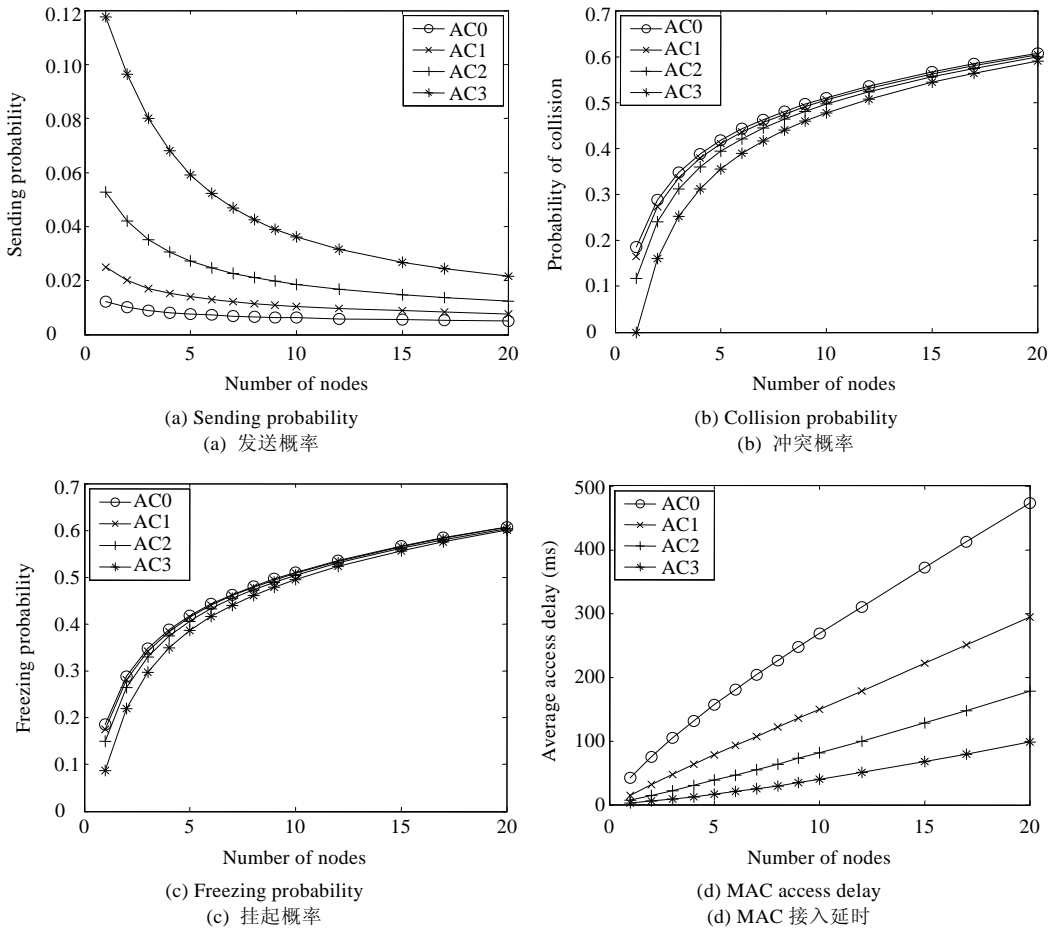 0.12
0.10
0.08
0.06
0.04
0.02
0
Sending probability
AC0
AC1
AC2
AC3
0
5
10
15
20
Number of nodes
(a) Sending probability
(a) 发送概率
0.7
0.6
0.5
0.4
0.3
0.2
0.1
0
Probability of collision
AC0
AC1
AC2
AC3
0
5
10
15
20
Number of nodes
(b) Collision probability
(b) 冲突概率
0.7
0.6
0.5
0.4
0.3
0.2
0.1
0
Freezing probability
AC0
AC1
AC2
AC3
0
5
10
15
20
Number of nodes
(c) Freezing probability
(c) 挂起概率
500
400
300
200
100
0
Average access delay (ms)
AC0
AC1
AC2
AC3
0
5
10
15
20
Number of nodes
(d) MAC access delay
(d) MAC 接入延时